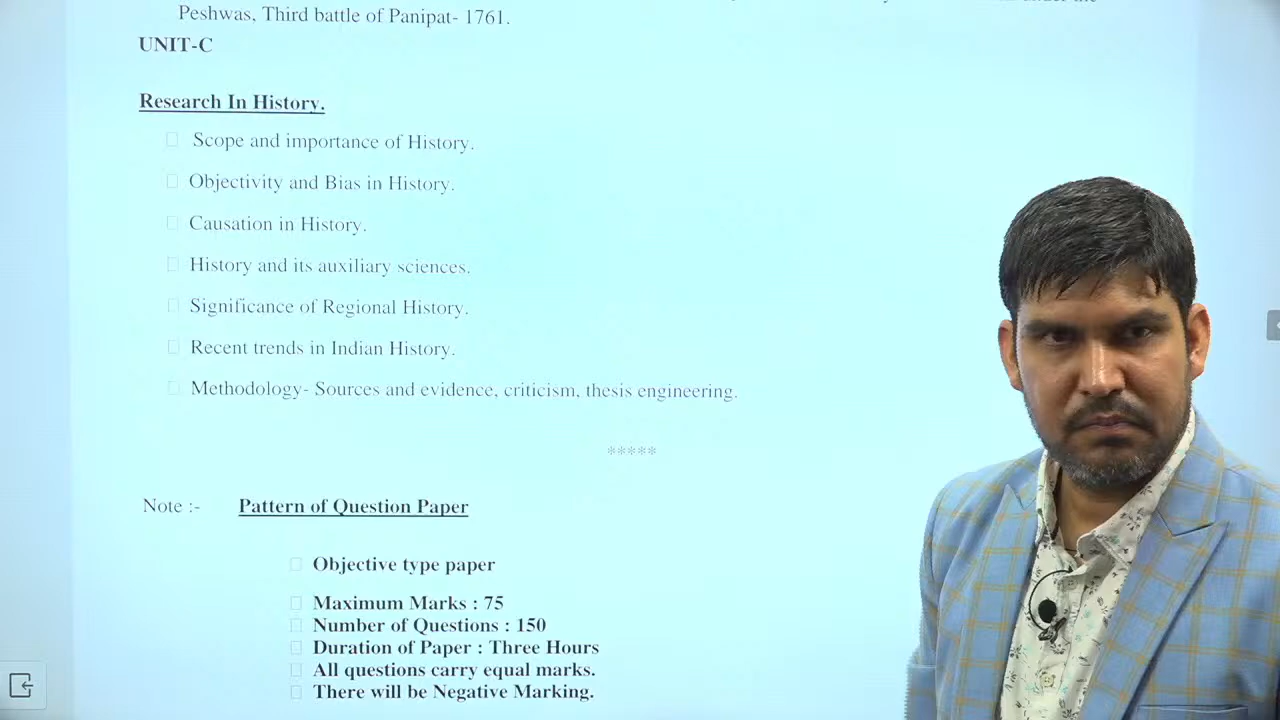 Peshwas, Third battle of Panipat- 1761.
UNIT-C
Research In History.
Scope and importance of History.
Objectivity and Bias in History.
Causation in History.
History and its auxiliary sciences.
Significance of Regional History.
Recent trends in Indian History.
Methodology- Sources and evidence, criticism, thesis engineering.
*****
Note :- Pattern of Question Paper
Objective type paper
Maximum Marks : 75
Number of Questions : 150
Duration of Paper : Three Hours
All questions carry equal marks.
There will be Negative Marking.